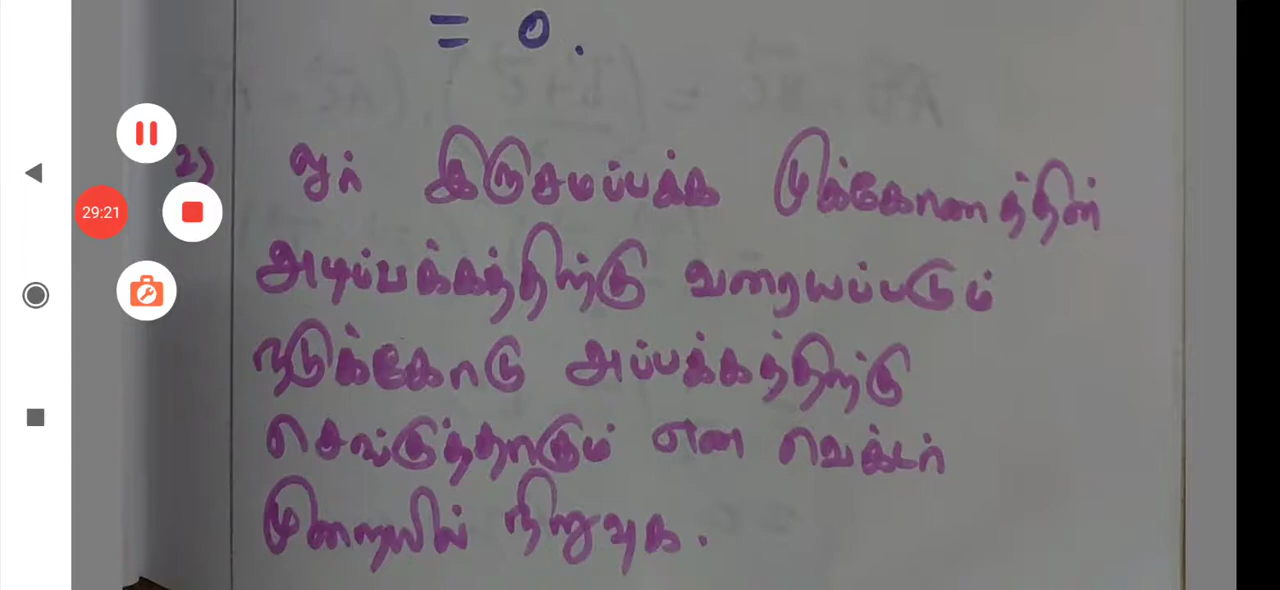 = 0.
2) ஓர் இருசமபக்க முக்கோணத்தின்
29:21
அடிப்பக்கத்திற்கு வரையப்படும்
நடுக்கோடு அப்பக்கத்திற்கு
செங்குத்தாகும் என வெக்டர்
முறையில் நிறுவுக.